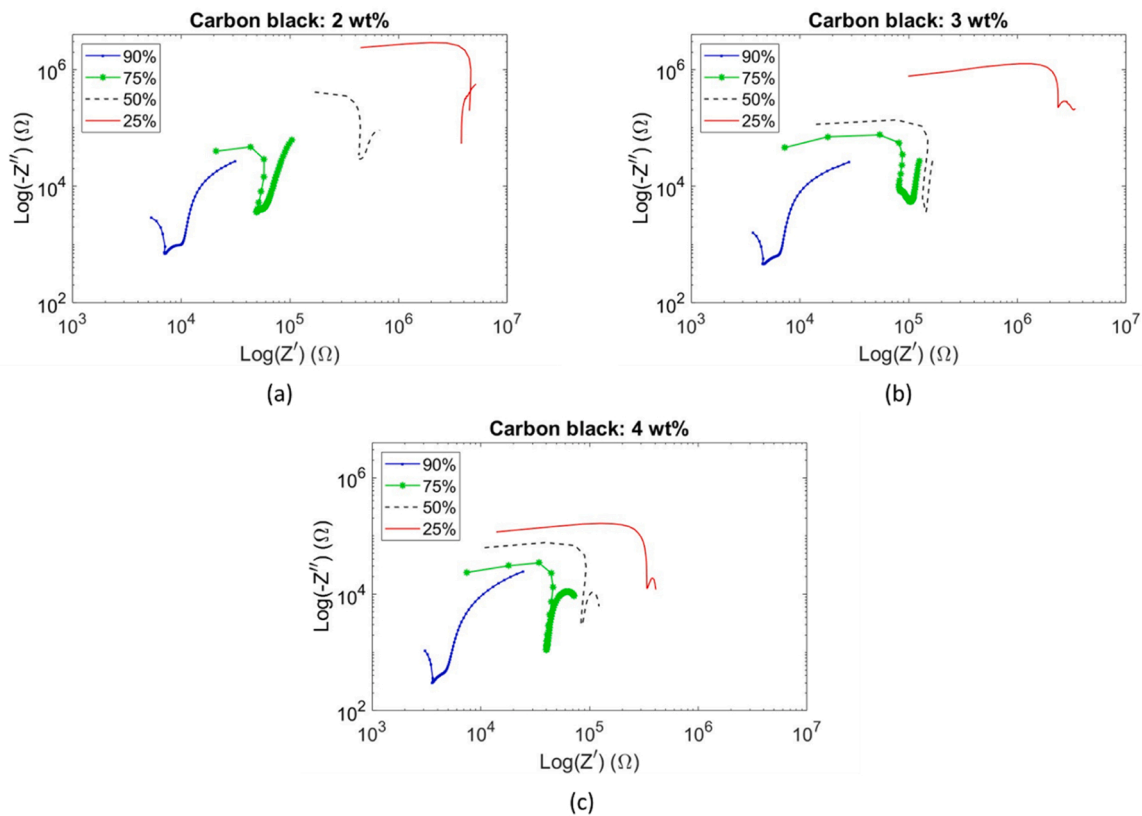 Carbon black: 2 wt%
90%
75%
50%
25%
Log(-Z″) (Ω)
10⁶
10⁴
10²
10³ 10⁴ 10⁵ 10⁶ 10⁷
Log(Z′) (Ω)
(a)
Carbon black: 3 wt%
90%
75%
50%
25%
Log(-Z″) (Ω)
10⁶
10⁴
10²
10³ 10⁴ 10⁵ 10⁶ 10⁷
Log(Z′) (Ω)
(b)
Carbon black: 4 wt%
90%
75%
50%
25%
Log(-Z″) (Ω)
10⁶
10⁴
10²
10³ 10⁴ 10⁵ 10⁶ 10⁷
Log(Z′) (Ω)
(c)